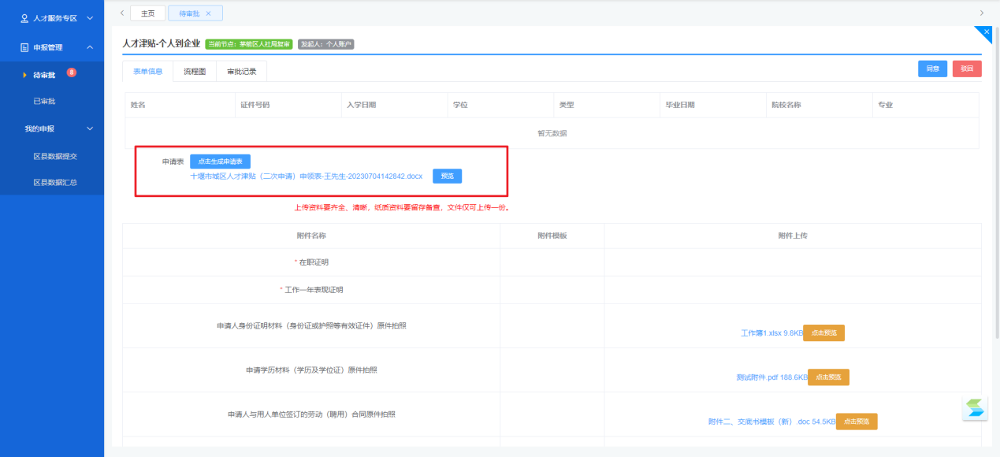 人才服务专区
申报管理
待审批 8
已审批
我的申报
区县数据提交
区县数据汇总
主页 待审批
人才津贴-个人到企业 当前节点：茅箭区人社局复审 发起人：个人账户
表单信息 流程图 审批记录 同意 驳回
姓名 证件号码 入学日期 学位 类型 毕业日期 院校名称 专业
暂无数据
申请表 点击生成申请表
十堰市城区人才津贴（二次申请）申领表-王先生-20230704142842.docx 预览
上传资料要齐全、清晰，纸质资料要留存备查，文件仅可上传一份。
附件名称 附件模板 附件上传
* 在职证明
* 工作一年表现证明
申请人身份证明材料（身份证或护照等有效证件）原件拍照 工作簿1.xlsx 9.8KB 点击预览
申请学历材料（学历及学位证）原件拍照 测试附件.pdf 188.6KB 点击预览
申请人与用人单位签订的劳动（聘用）合同原件拍照 附件二、交底书模板（新）.doc 54.5KB 点击预览